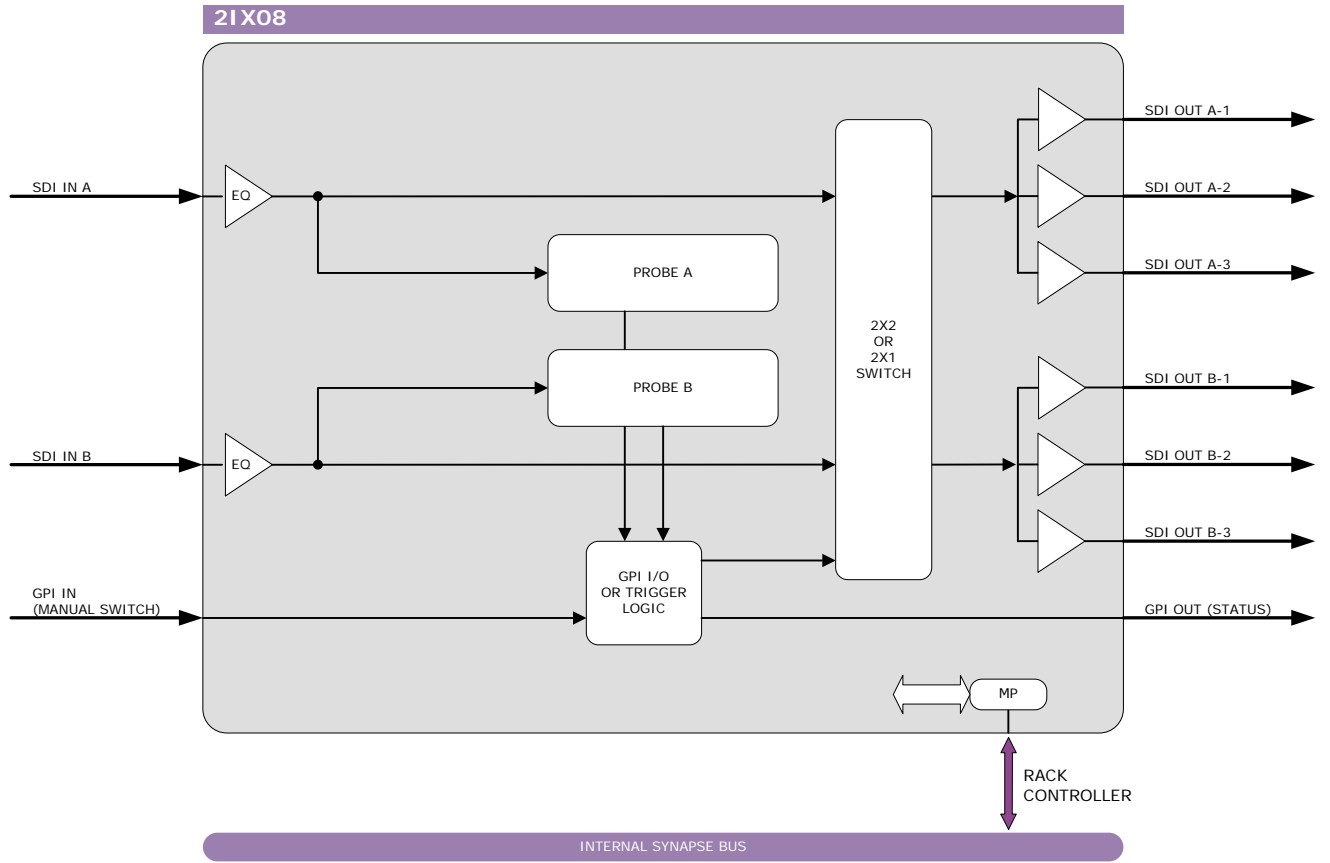 2IX08
SDI IN A
EQ
PROBE A
PROBE B
SDI IN B
EQ
2X2
OR
2X1
SWITCH
GPI I/O
OR TRIGGER
LOGIC
GPI IN
(MANUAL SWITCH)
SDI OUT A-1
SDI OUT A-2
SDI OUT A-3
SDI OUT B-1
SDI OUT B-2
SDI OUT B-3
GPI OUT (STATUS)
MP
RACK
CONTROLLER
INTERNAL SYNAPSE BUS